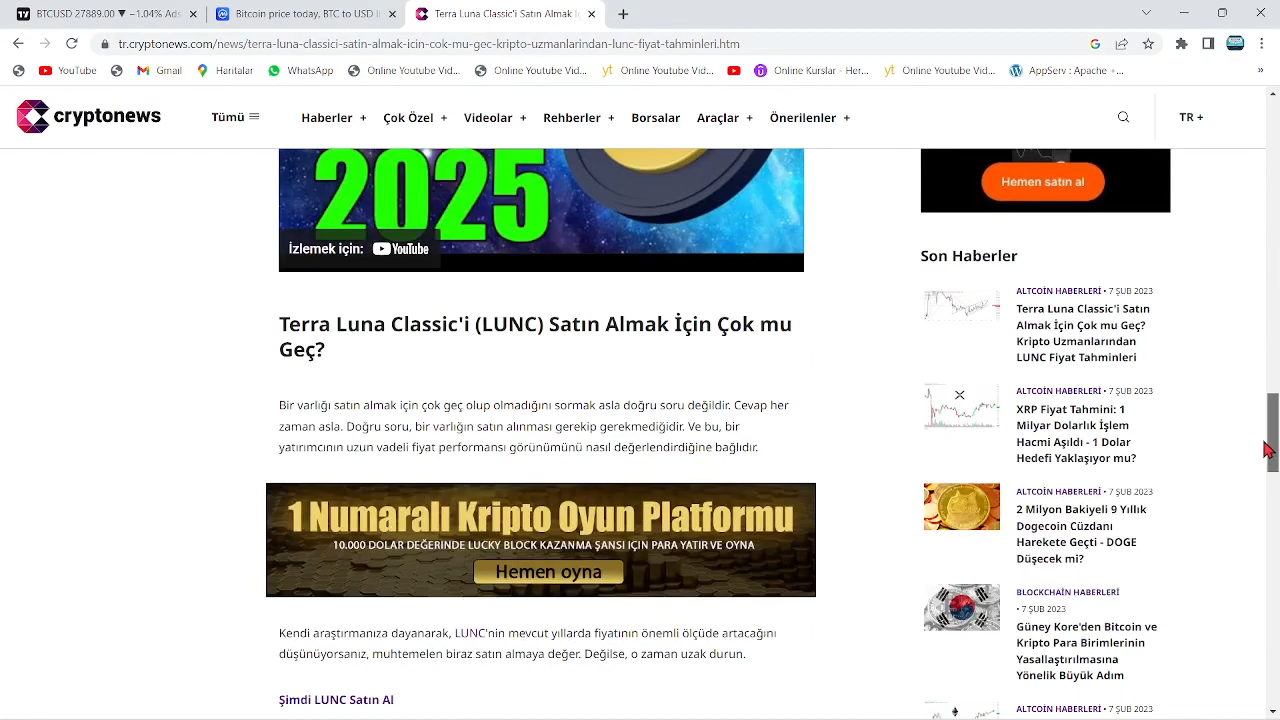 BTCUSD 27889.00 ▼ −1.04% Ads
Bitcoin price today, BTC to USD li
Terra Luna Classic'i Satın Almak İç
tr.cryptonews.com/news/terra-luna-classici-satin-almak-icin-cok-mu-gec-kripto-uzmanlarindan-lunc-fiyat-tahminleri.htm
YouTube
Gmail
Haritalar
WhatsApp
Online Youtube Vid...
Online Youtube Vid...
Online Youtube Vid...
Online Kurslar - Her...
Online Youtube Vid...
AppServ : Apache +...
»
cryptonews
Tümü
Haberler +
Çok Özel +
Videolar +
Rehberler +
Borsalar
Araçlar +
Önerilenler +
TR +
2025
İzlemek için: YouTube
Terra Luna Classic'i (LUNC) Satın Almak İçin Çok mu
Geç?
Bir varlığı satın almak için çok geç olup olmadığını sormak asla doğru soru değildir. Cevap her
zaman asla. Doğru soru, bir varlığın satın alınması gerekip gerekmediğidir. Ve bu, bir
yatırımcının uzun vadeli fiyat performansı görünümünü nasıl değerlendirdiğine bağlıdır.
1 Numaralı Kripto Oyun Platformu
10.000 DOLAR DEĞERINDE LUCKY BLOCK KAZANMA ŞANSI IÇIN PARA YATIR VE OYNA
Hemen oyna
Kendi araştırmanıza dayanarak, LUNC'nin mevcut yıllarda fiyatının önemli ölçüde artacağını
düşünüyorsanız, muhtemelen biraz satın almaya değer. Değilse, o zaman uzak durun.
Şimdi LUNC Satın Al
Hemen satın al
Son Haberler
ALTCOİN HABERLERİ • 7 ŞUB 2023
Terra Luna Classic'i Satın
Almak İçin Çok mu Geç?
Kripto Uzmanlarından
LUNC Fiyat Tahminleri
ALTCOİN HABERLERİ • 7 ŞUB 2023
XRP Fiyat Tahmini: 1
Milyar Dolarlık İşlem
Hacmi Aşıldı - 1 Dolar
Hedefi Yaklaşıyor mu?
ALTCOİN HABERLERİ • 7 ŞUB 2023
2 Milyon Bakiyeli 9 Yıllık
Dogecoin Cüzdanı
Harekete Geçti - DOGE
Düşecek mi?
BLOCKCHAİN HABERLERİ
• 7 ŞUB 2023
Güney Kore'den Bitcoin ve
Kripto Para Birimlerinin
Yasallaştırılmasına
Yönelik Büyük Adım
ALTCOİN HABERLERİ • 7 ŞUB 2023